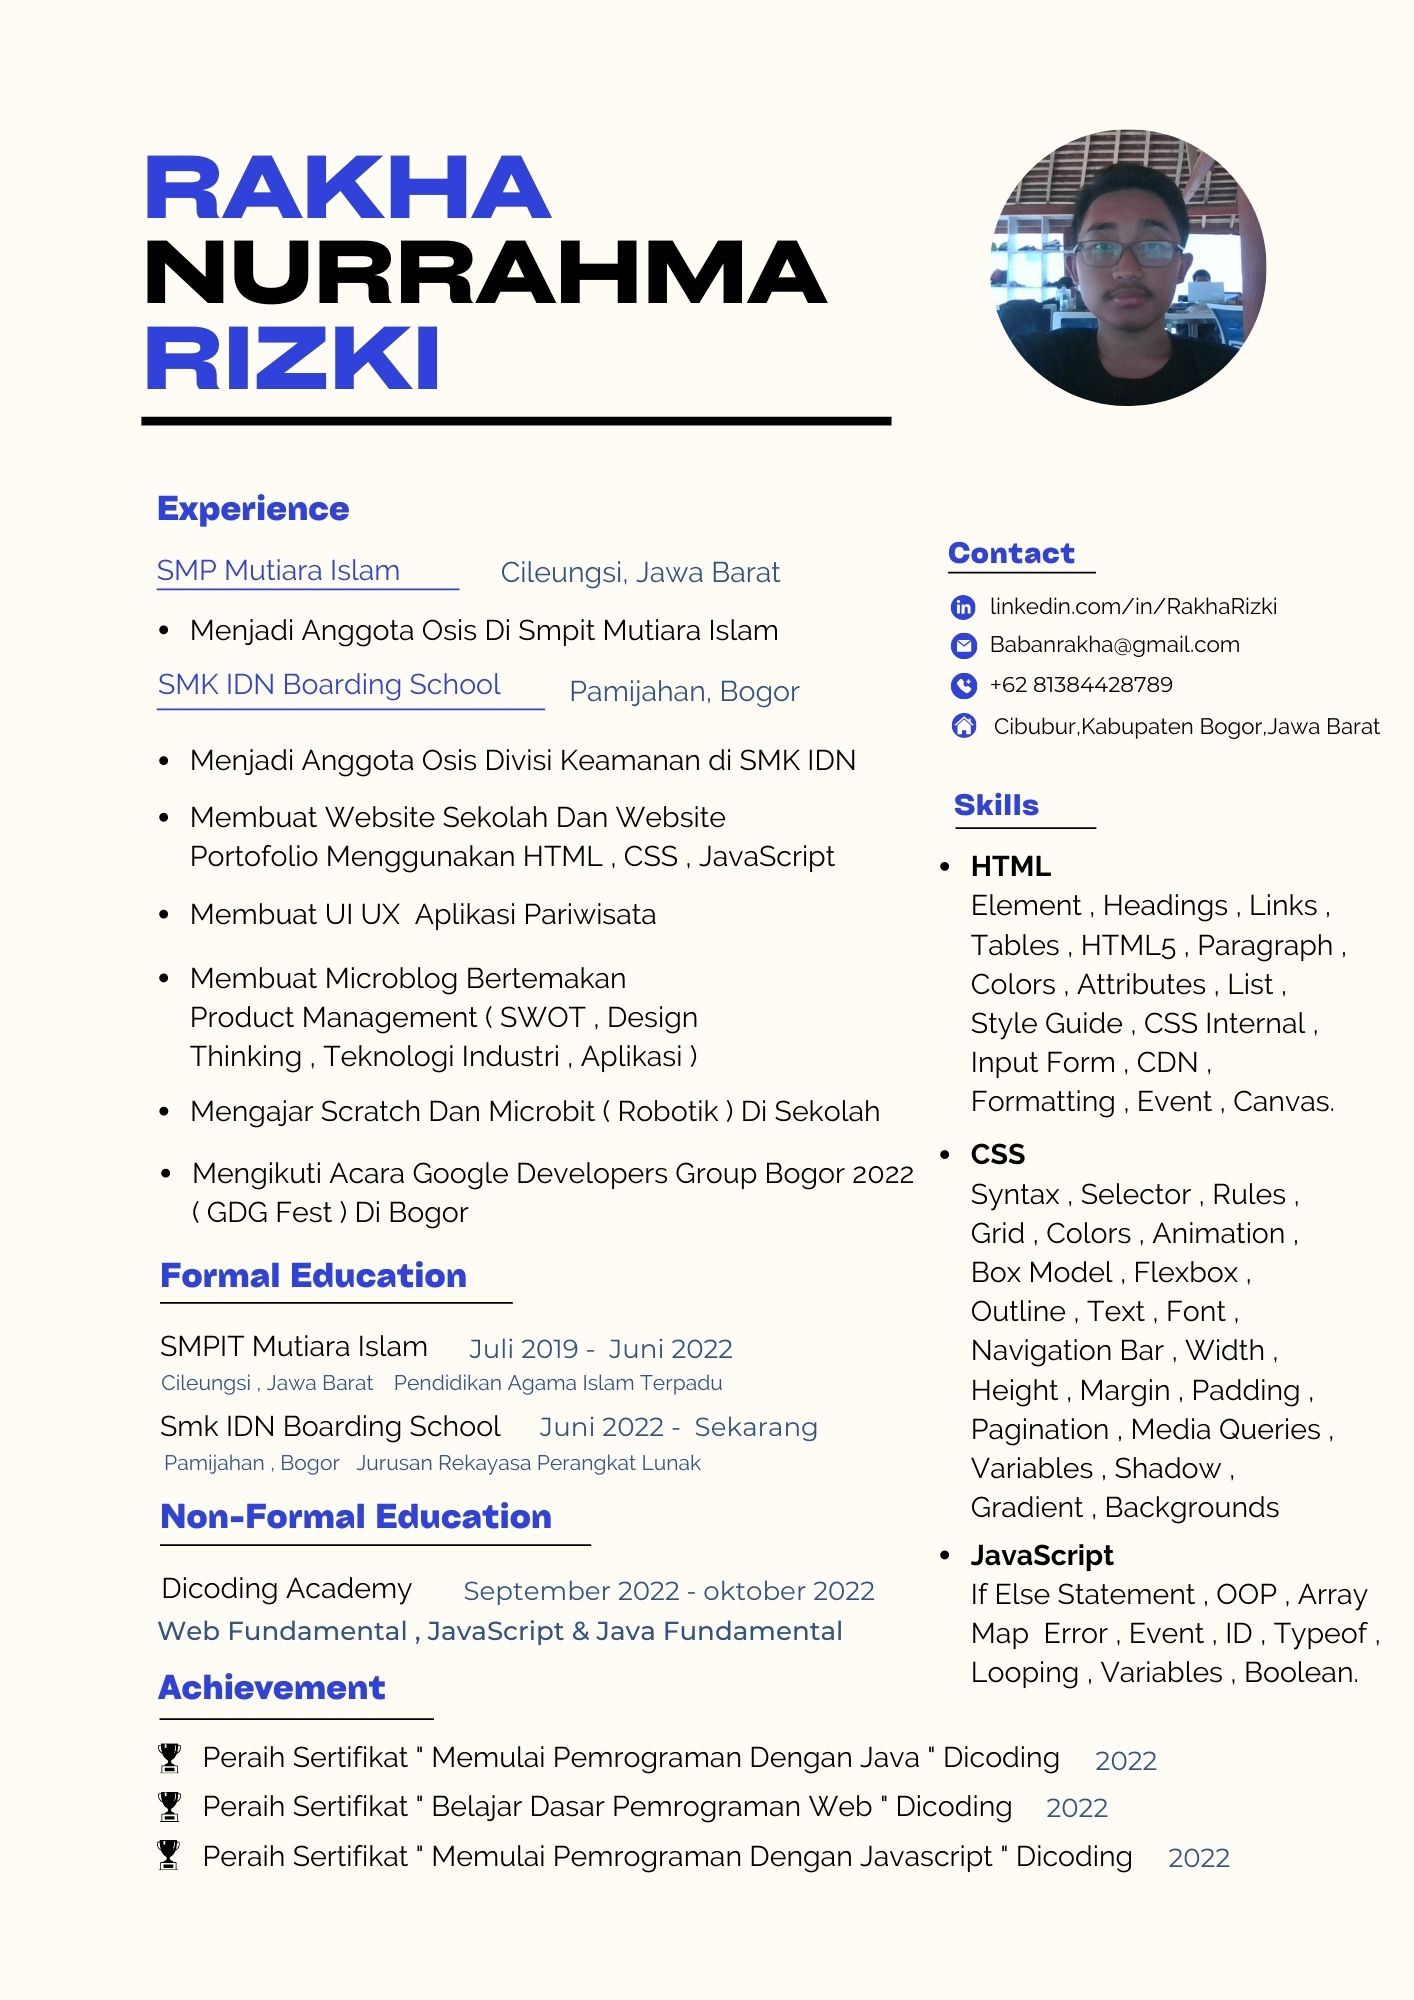 RAKHA
NURRAHMA
RIZKI
Experience
SMP Mutiara Islam Cileungsi, Jawa Barat
• Menjadi Anggota Osis Di Smpit Mutiara Islam
SMK IDN Boarding School Pamijahan, Bogor
• Menjadi Anggota Osis Divisi Keamanan di SMK IDN
• Membuat Website Sekolah Dan Website
Portofolio Menggunakan HTML , CSS , JavaScript
• Membuat UI UX  Aplikasi Pariwisata
• Membuat Microblog Bertemakan
Product Management ( SWOT , Design
Thinking , Teknologi Industri , Aplikasi )
• Mengajar Scratch Dan Microbit ( Robotik ) Di Sekolah
• Mengikuti Acara Google Developers Group Bogor 2022
( GDG Fest ) Di Bogor
Formal Education
SMPIT Mutiara Islam Juli 2019 -  Juni 2022
Cileungsi , Jawa Barat Pendidikan Agama Islam Terpadu
Smk IDN Boarding School Juni 2022 -  Sekarang
Pamijahan , Bogor Jurusan Rekayasa Perangkat Lunak
Non-Formal Education
Dicoding Academy September 2022 - oktober 2022
Web Fundamental , JavaScript & Java Fundamental
Contact
linkedin.com/in/RakhaRizki
Babanrakha@gmail.com
+62 81384428789
Cibubur,Kabupaten Bogor,Jawa Barat
Skills
• HTML
Element , Headings , Links ,
Tables , HTML5 , Paragraph ,
Colors , Attributes , List ,
Style Guide , CSS Internal ,
Input Form , CDN ,
Formatting , Event , Canvas.
• CSS
Syntax , Selector , Rules ,
Grid , Colors , Animation ,
Box Model , Flexbox ,
Outline , Text , Font ,
Navigation Bar , Width ,
Height , Margin , Padding ,
Pagination , Media Queries ,
Variables , Shadow ,
Gradient , Backgrounds
• JavaScript
If Else Statement , OOP , Array
Map  Error , Event , ID , Typeof ,
Looping , Variables , Boolean.
Achievement
Peraih Sertifikat " Memulai Pemrograman Dengan Java " Dicoding 2022
Peraih Sertifikat " Belajar Dasar Pemrograman Web " Dicoding 2022
Peraih Sertifikat " Memulai Pemrograman Dengan Javascript " Dicoding 2022